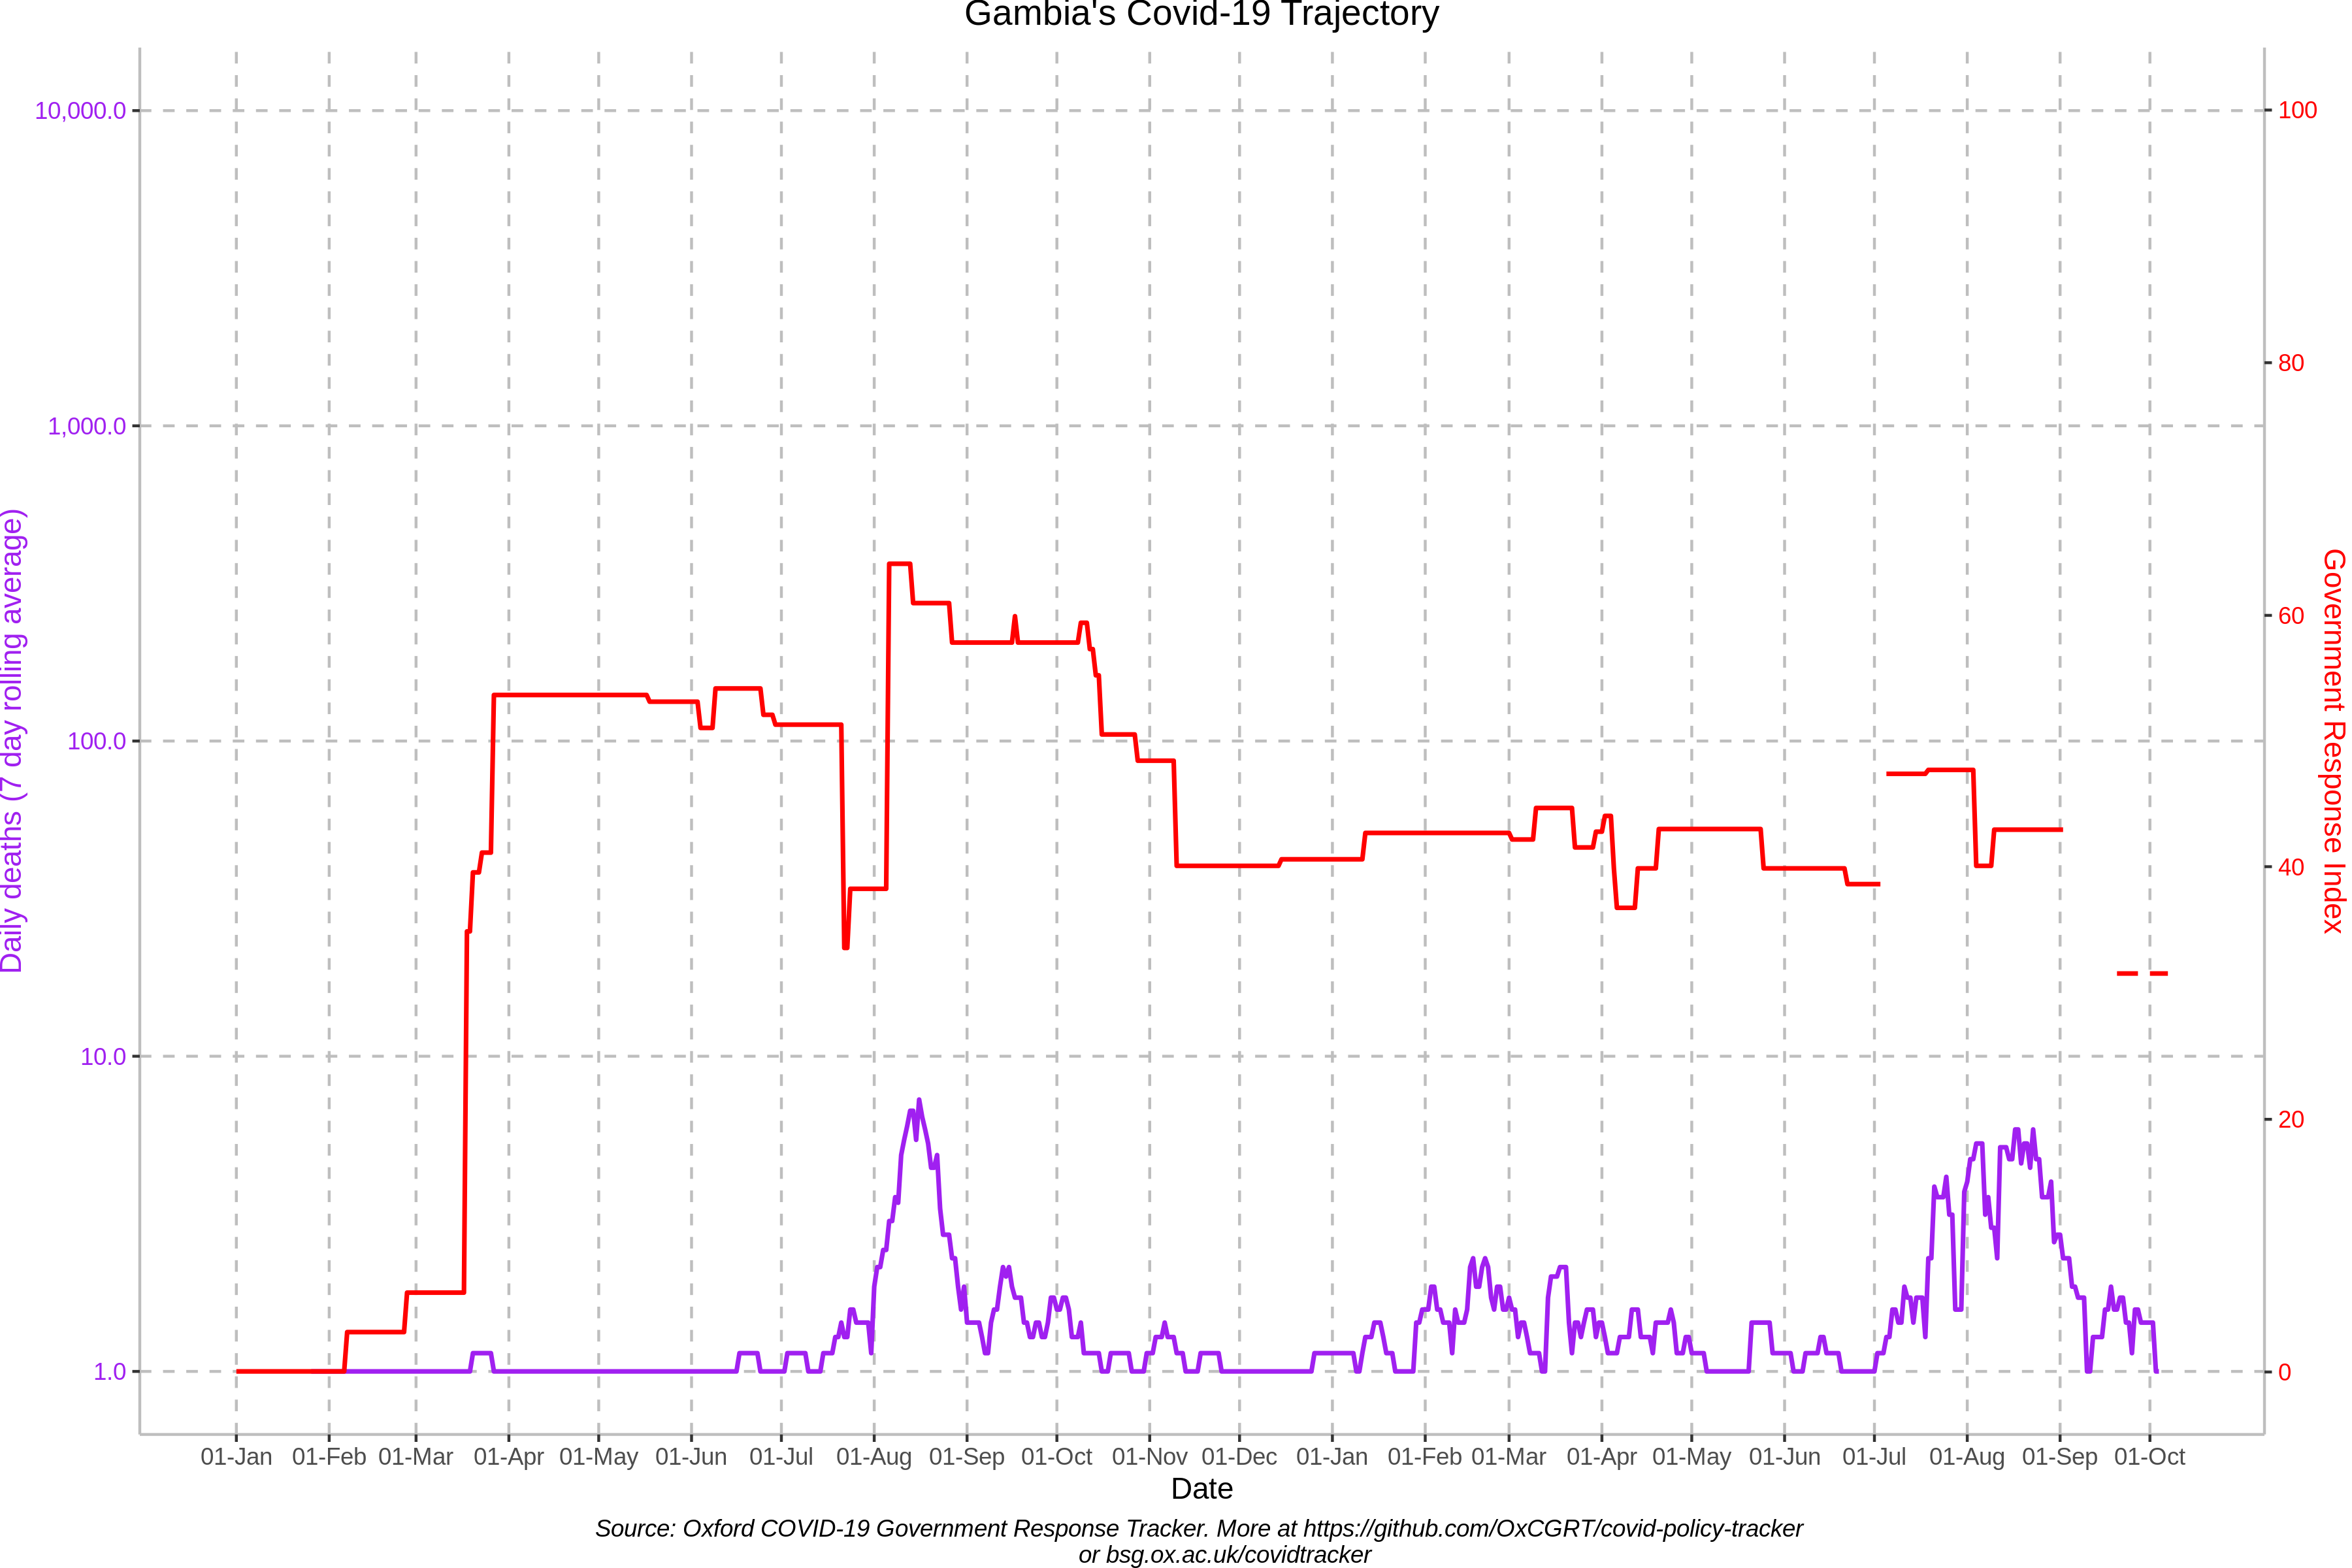 Gambia's Covid-19 Trajectory
10,000.0
1,000.0
100.0
10.0
1.0
Daily deaths (7 day rolling average)
100
80
60
40
20
0
Government Response Index
01-Jan 01-Feb 01-Mar 01-Apr 01-May 01-Jun 01-Jul 01-Aug 01-Sep 01-Oct 01-Nov 01-Dec 01-Jan 01-Feb 01-Mar 01-Apr 01-May 01-Jun 01-Jul 01-Aug 01-Sep 01-Oct
Date
Source: Oxford COVID-19 Government Response Tracker. More at https://github.com/OxCGRT/covid-policy-tracker
or bsg.ox.ac.uk/covidtracker